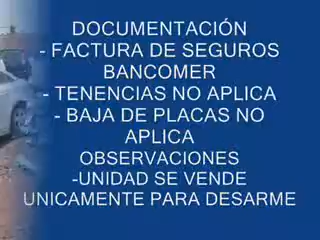 DOCUMENTACIÓN
- FACTURA DE SEGUROS
BANCOMER
- TENENCIAS NO APLICA
- BAJA DE PLACAS NO
APLICA
OBSERVACIONES
-UNIDAD SE VENDE
UNICAMENTE PARA DESARME